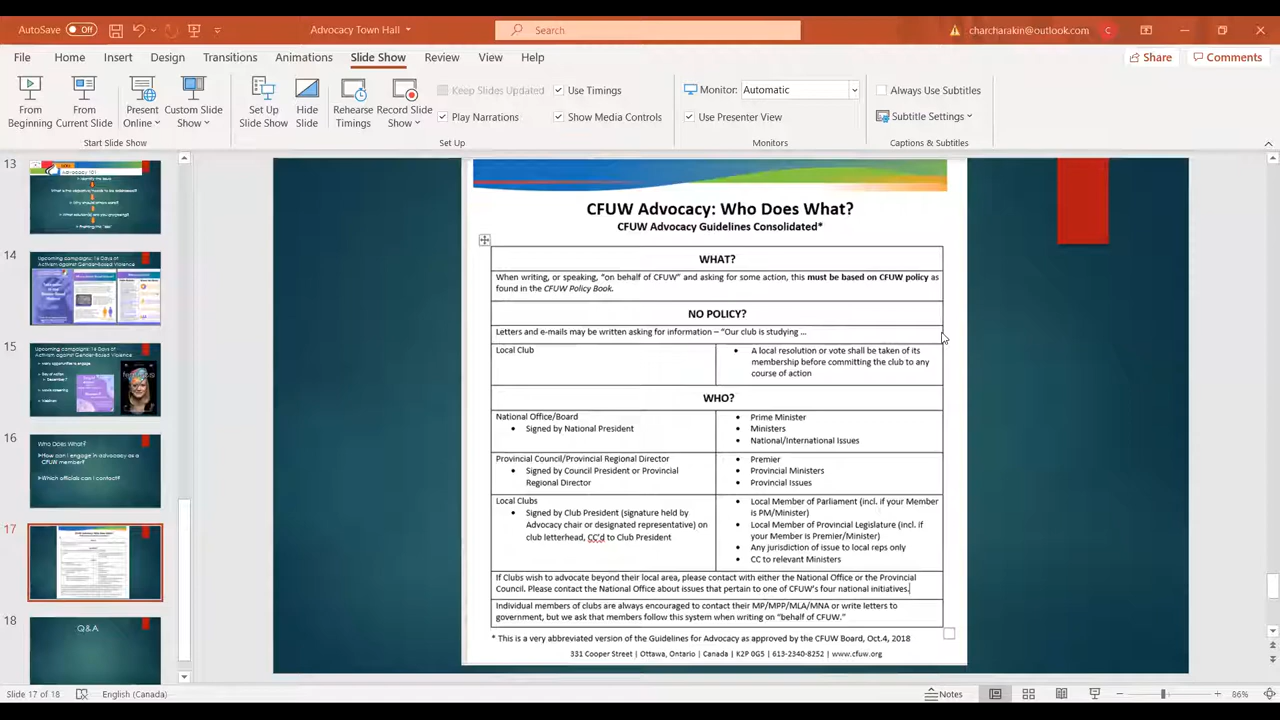 AutoSave Off Advocacy Town Hall Search charcharakin@outlook.com C
File Home Insert Design Transitions Animations Slide Show Review View Help Share Comments
From Beginning
From Current Slide
Present Online
Custom Slide Show
Set Up Slide Show
Hide Slide
Rehearse Timings
Record Slide Show
Keep Slides Updated
Play Narrations
Use Timings
Show Media Controls
Monitor: Automatic
Use Presenter View
Always Use Subtitles
Subtitle Settings
Start Slide Show Set Up Monitors Captions & Subtitles
13
Advocacy 101
14
Upcoming campaigns: 16 Days of
Activism against Gender-Based Violence
15
Upcoming campaigns: 16 Days of
Activism against Gender-Based Violence
16
Who Does What?
How can I engage in advocacy as a
CFUW member?
Which officials can I contact?
17
18
Q&A
CFUW Advocacy: Who Does What?
CFUW Advocacy Guidelines Consolidated*
WHAT?
When writing, or speaking, "on behalf of CFUW" and asking for some action, this must be based on CFUW policy as
found in the CFUW Policy Book.
NO POLICY?
Letters and e-mails may be written asking for information – "Our club is studying ...
Local Club
• A local resolution or vote shall be taken of its
membership before committing the club to any
course of action
WHO?
National Office/Board
• Signed by National President
• Prime Minister
• Ministers
• National/International Issues
Provincial Council/Provincial Regional Director
• Signed by Council President or Provincial
Regional Director
• Premier
• Provincial Ministers
• Provincial Issues
Local Clubs
• Signed by Club President (signature held by
Advocacy chair or designated representative) on
club letterhead, CC'd to Club President
• Local Member of Parliament (incl. if your Member
is PM/Minister)
• Local Member of Provincial Legislature (incl. if
your Member is Premier/Minister)
• Any jurisdiction of issue to local reps only
• CC to relevant Ministers
If Clubs wish to advocate beyond their local area, please contact with either the National Office or the Provincial
Council. Please contact the National Office about issues that pertain to one of CFUW's four national initiatives.
Individual members of clubs are always encouraged to contact their MP/MPP/MLA/MNA or write letters to
government, but we ask that members follow this system when writing on "behalf of CFUW."
* This is a very abbreviated version of the Guidelines for Advocacy as approved by the CFUW Board, Oct.4, 2018
331 Cooper Street | Ottawa, Ontario | Canada | K2P 0G5 | 613-2340-8252 | www.cfuw.org
Slide 17 of 18 English (Canada) Notes 86%